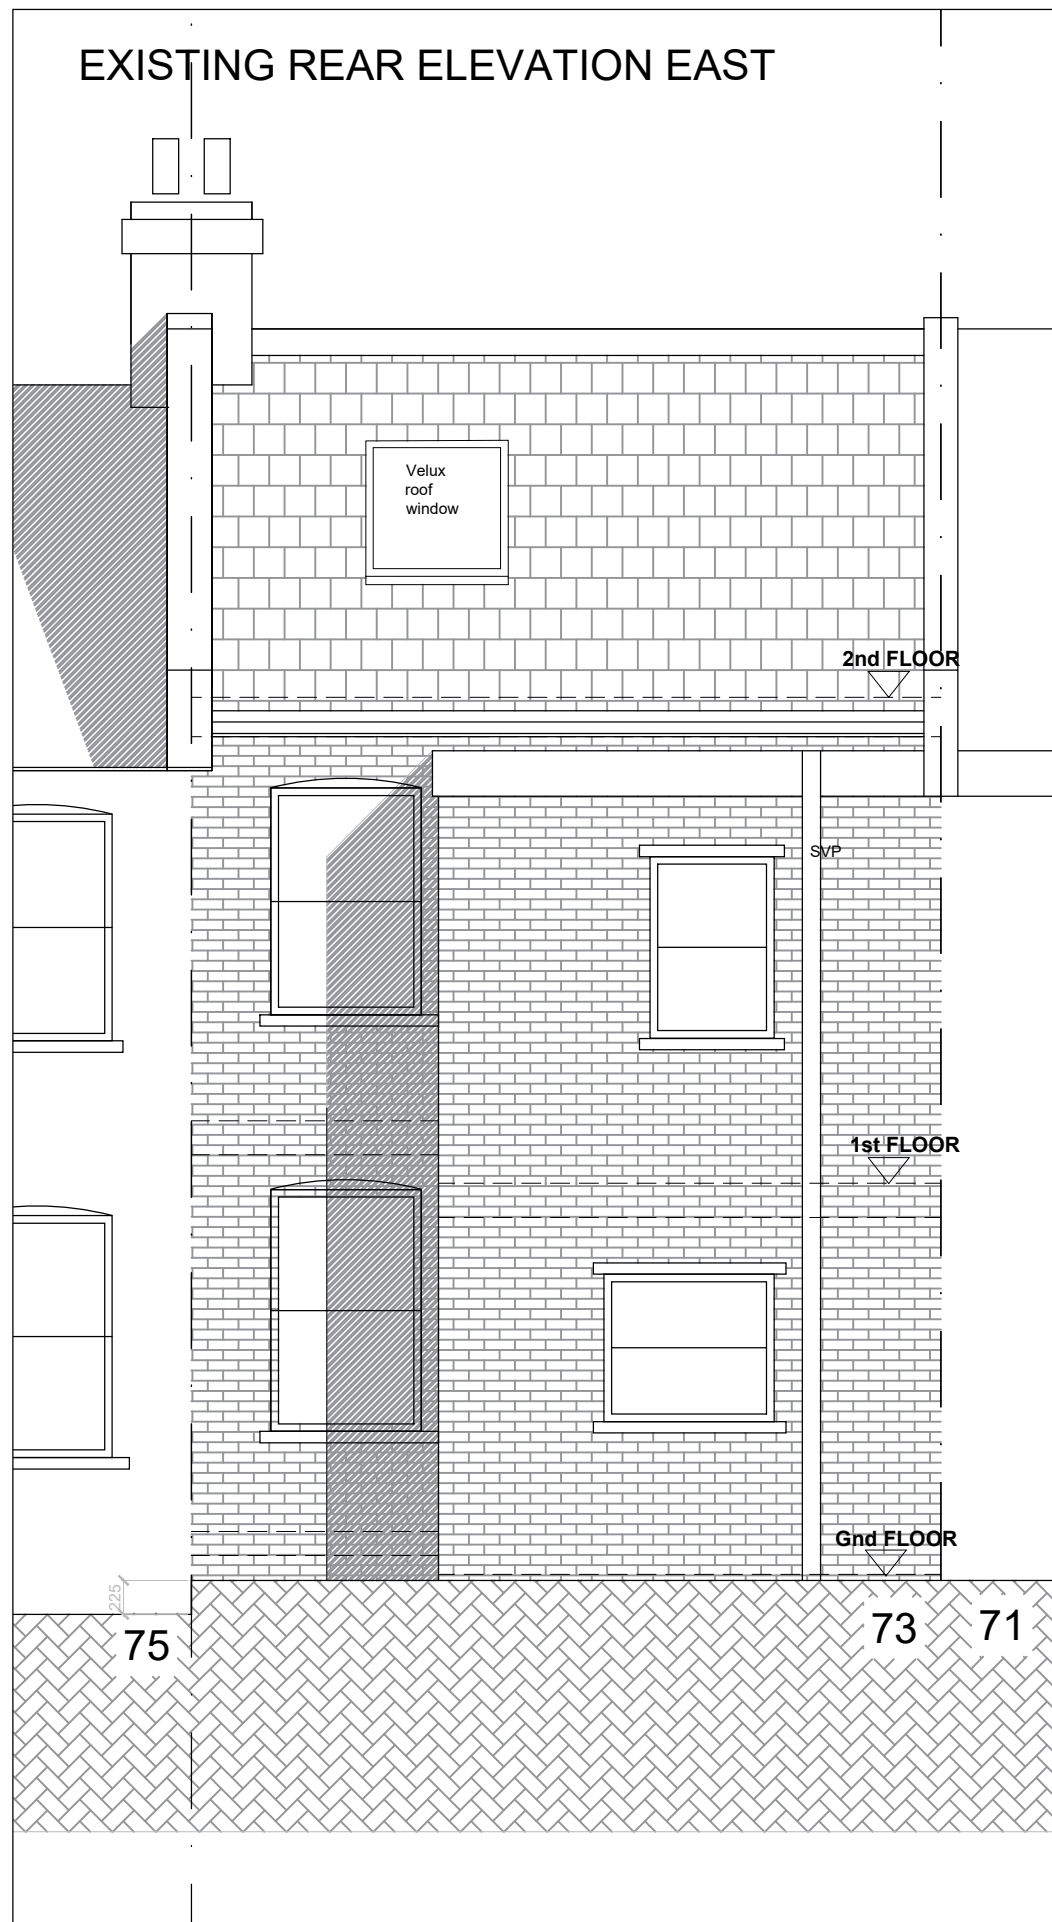 EXISTING REAR ELEVATION EAST
Velux
roof
window
2nd FLOOR
SVP
1st FLOOR
Gnd FLOOR
225
75
73
71